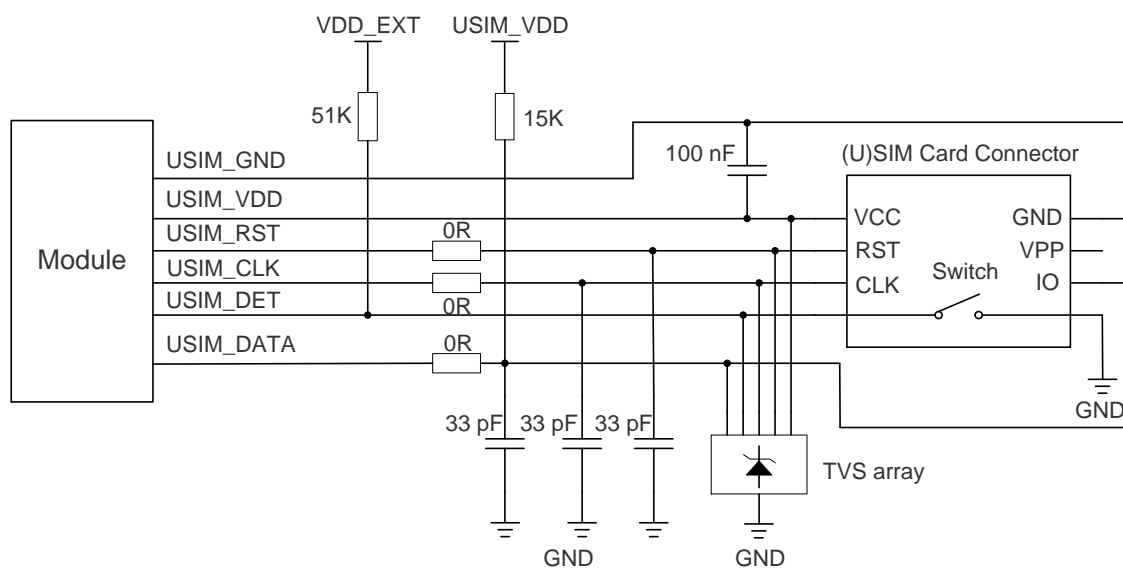 VDD_EXT
USIM_VDD
51K
15K
USIM_GND
100 nF
(U)SIM Card Connector
USIM_VDD
VCC
GND
USIM_RST
0R
RST
VPP
Module
USIM_CLK
Switch
CLK
IO
USIM_DET
0R
USIM_DATA
0R
GND
33 pF
33 pF
33 pF
TVS array
GND
GND